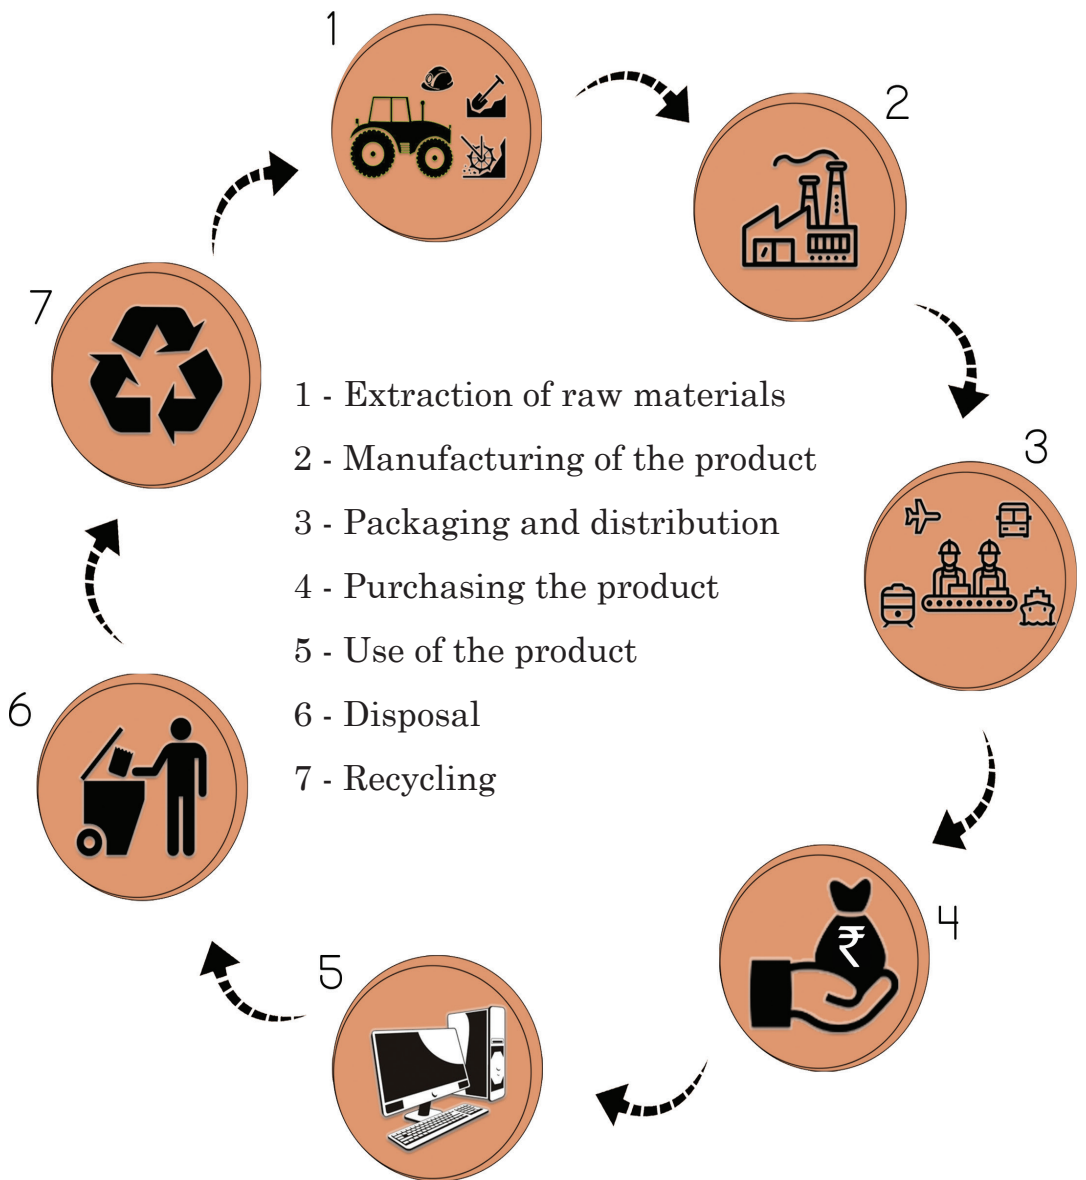 1
2
7
1 - Extraction of raw materials
2 - Manufacturing of the product
3
3 - Packaging and distribution
4 - Purchasing the product
5 - Use of the product
6
6 - Disposal
7 - Recycling
4
₹
5